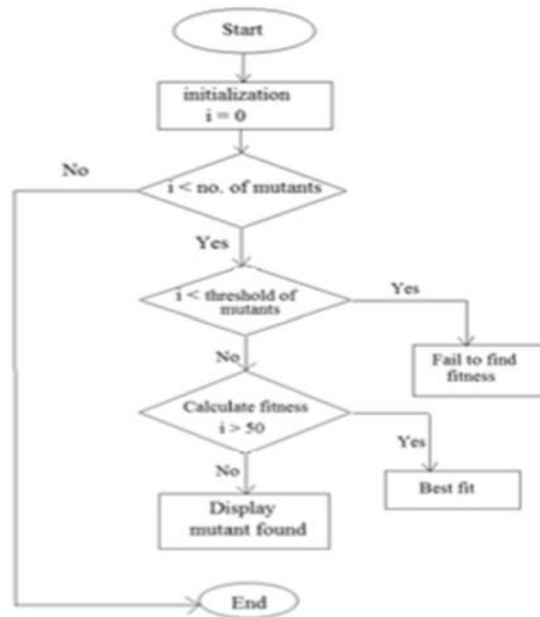 Start
initialization
i = 0
No
i < no. of mutants
Yes
i < threshold of
mutants
Yes
Fail to find
fitness
No
Calculate fitness
i > 50
Yes
Best fit
No
Display
mutant found
End